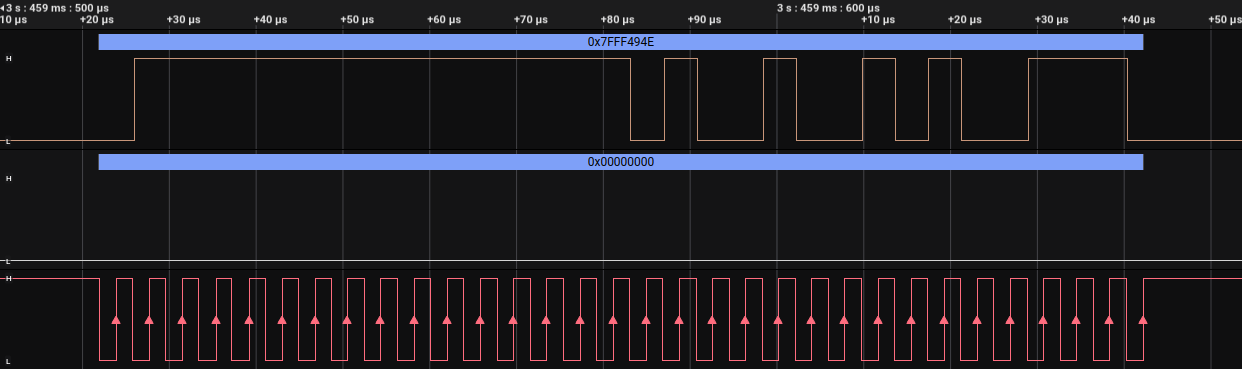 3 s : 459 ms : 500 µs 3 s : 459 ms : 600 µs
10 µs +20 µs +30 µs +40 µs +50 µs +60 µs +70 µs +80 µs +90 µs +10 µs +20 µs +30 µs +40 µs +50 µs
0x7FFF494E
H
L
0x00000000
H
L
H
L